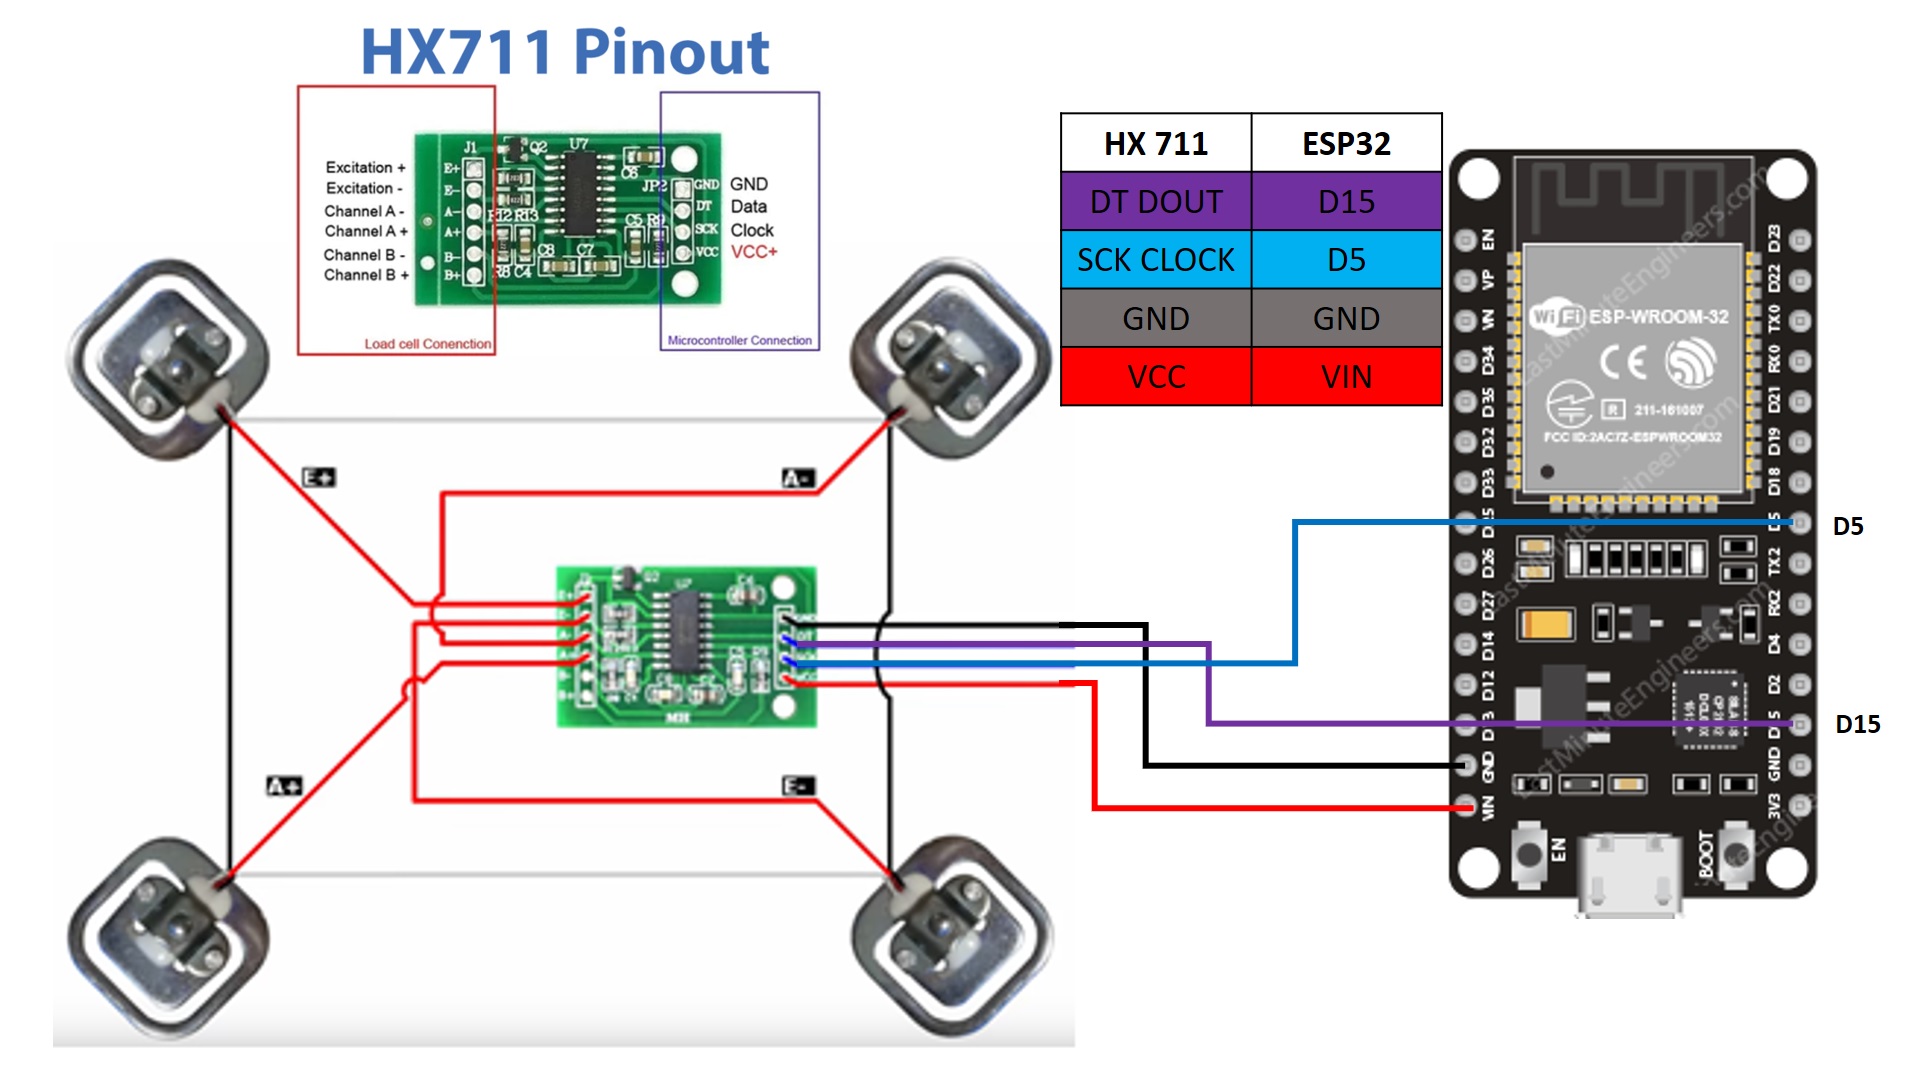 HX711 Pinout
Excitation +
Excitation -
Channel A -
Channel A +
Channel B -
Channel B +
Load cell Conenction
J1
E+
E-
A-
A+
B-
B+
Q2
U7
R12 R13
R8 C4
C8
C7
C5 R9
C6
JP2
GND
DT
SCK
VCC
GND
Data
Clock
VCC+
Microcontroller Connection
HX 711 ESP32
DT DOUT D15
SCK CLOCK D5
GND GND
VCC VIN
E+
A-
A+
E-
MH
EN
VP
VN
D34
D35
D32
D33
D26
D27
D14
D12
GND
VIN
D23
D22
TX0
RX0
D21
D19
D18
D5
TX2
RX2
D4
D2
GND
3V3
WiFi ESP-WROOM-32
CE
R 211-161007
FCC ID:2AC7Z-ESPWROOM32
EN
BOOT
D5
D15
LastMinuteEngineers.com